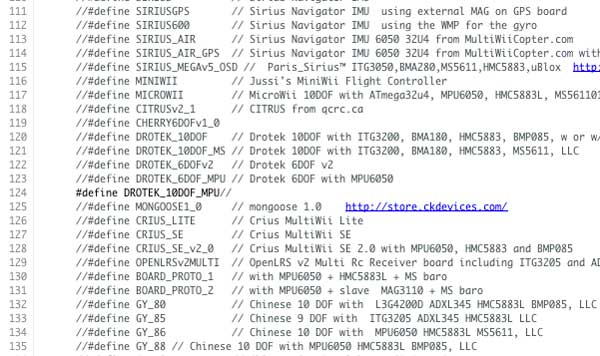 111 //#define SIRIUSGPS // Sirius Navigator IMU using external MAG on GPS board
112 //#define SIRIUS600 // Sirius Navigator IMU using the WMP for the gyro
113 //#define SIRIUS_AIR // Sirius Navigator IMU 6050 32U4 from MultiWiiCopter.com
114 //#define SIRIUS_AIR_GPS // Sirius Navigator IMU 6050 32U4 from MultiWiiCopter.com with
115 //#define SIRIUS_MEGAv5_OSD // Paris_Sirius™ ITG3050,BMA280,MS5611,HMC5883,uBlox http:
116 //#define MINIWII // Jussi's MiniWii Flight Controller
117 //#define MICROWII // MicroWii 10DOF with ATmega32u4, MPU6050, HMC5883L, MS561101
118 //#define CITRUSv2_1 // CITRUS from qcrc.ca
119 //#define CHERRY6DOFv1_0
120 //#define DROTEK_10DOF // Drotek 10DOF with ITG3200, BMA180, HMC5883, BMP085, w or w/
121 //#define DROTEK_10DOF_MS // Drotek 10DOF with ITG3200, BMA180, HMC5883, MS5611, LLC
122 //#define DROTEK_6DOFv2 // Drotek 6DOF v2
123 //#define DROTEK_6DOF_MPU // Drotek 6DOF with MPU6050
124 #define DROTEK_10DOF_MPU//
125 //#define MONGOOSE1_0 // mongoose 1.0 http://store.ckdevices.com/
126 //#define CRIUS_LITE // Crius MultiWii Lite
127 //#define CRIUS_SE // Crius MultiWii SE
128 //#define CRIUS_SE_v2_0 // Crius MultiWii SE 2.0 with MPU6050, HMC5883 and BMP085
129 //#define OPENLRSv2MULTI // OpenLRS v2 Multi Rc Receiver board including ITG3205 and AD
130 //#define BOARD_PROTO_1 // with MPU6050 + HMC5883L + MS baro
131 //#define BOARD_PROTO_2 // with MPU6050 + slave MAG3110 + MS baro
132 //#define GY_80 // Chinese 10 DOF with L3G4200D ADXL345 HMC5883L BMP085, LLC
133 //#define GY_85 // Chinese 9 DOF with ITG3205 ADXL345 HMC5883L LLC
134 //#define GY_86 // Chinese 10 DOF with MPU6050 HMC5883L MS5611, LLC
135 //#define GY_88 // Chinese 10 DOF with MPU6050 HMC5883L BMP085, LLC